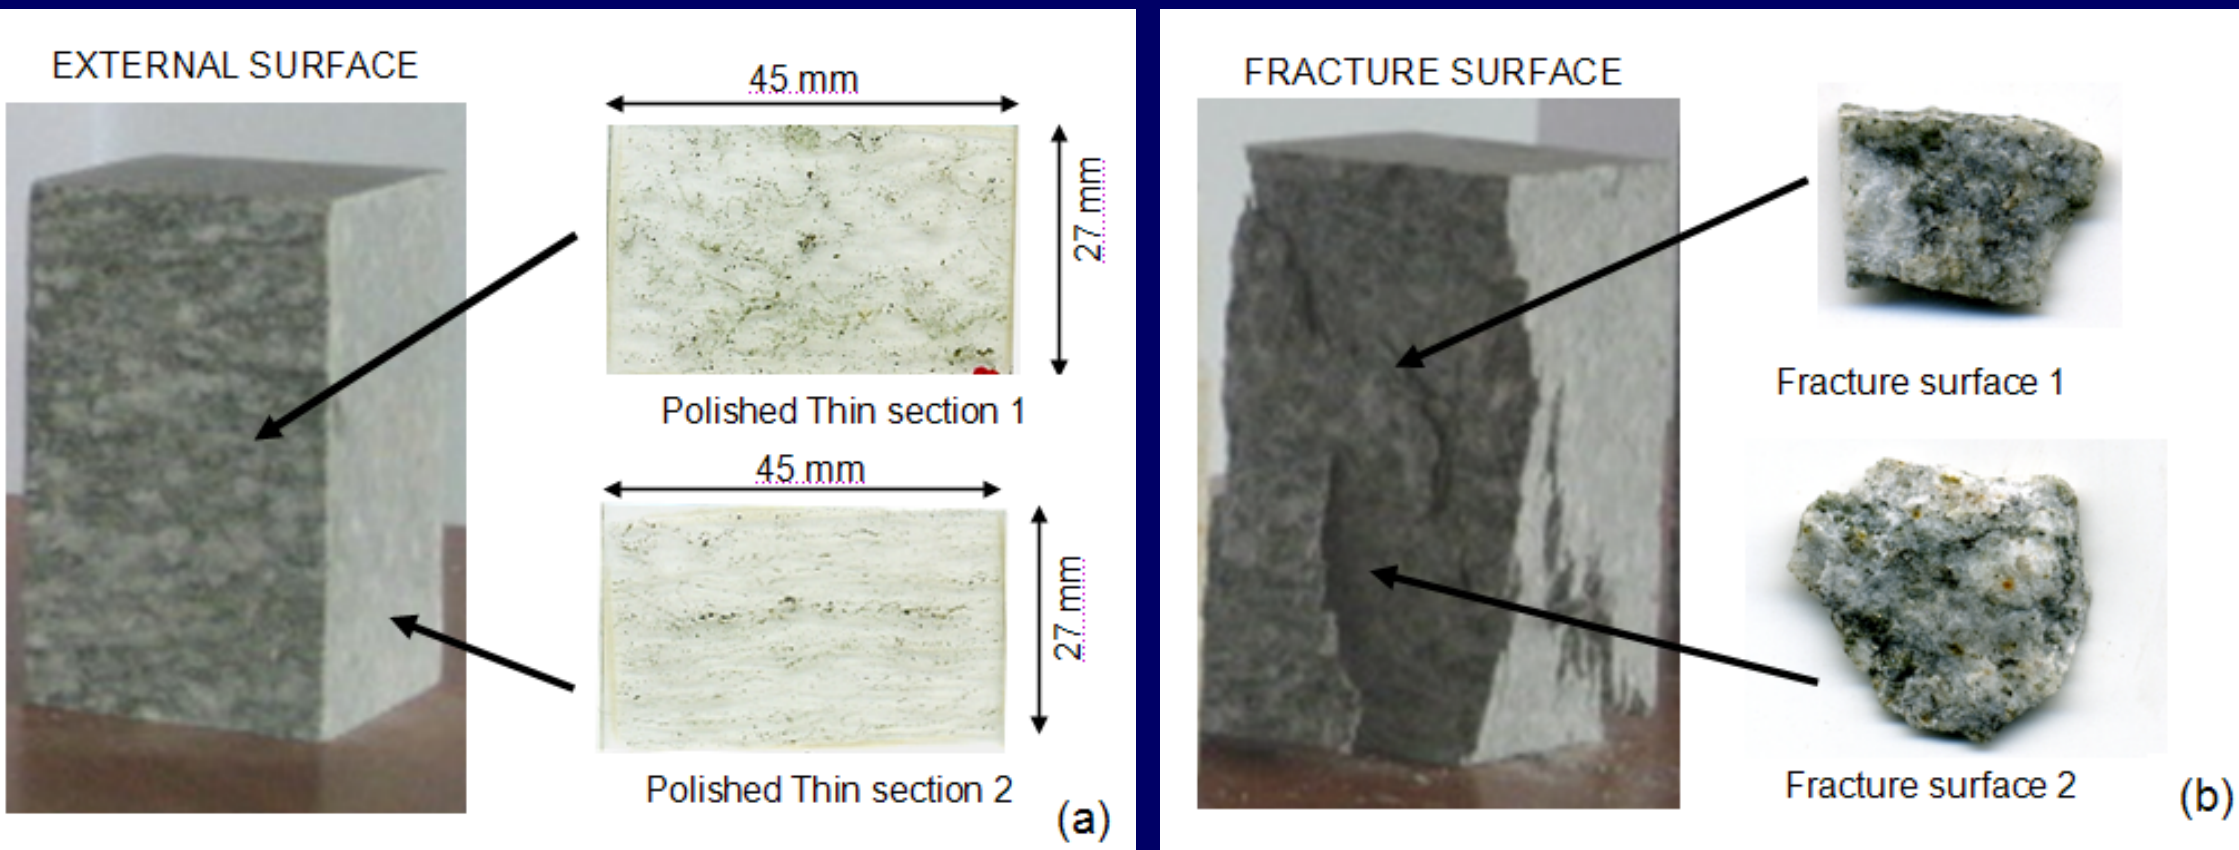 EXTERNAL SURFACE
45 mm
27 mm
Polished Thin section 1
45 mm
27 mm
Polished Thin section 2
(a)
FRACTURE SURFACE
Fracture surface 1
Fracture surface 2
(b)